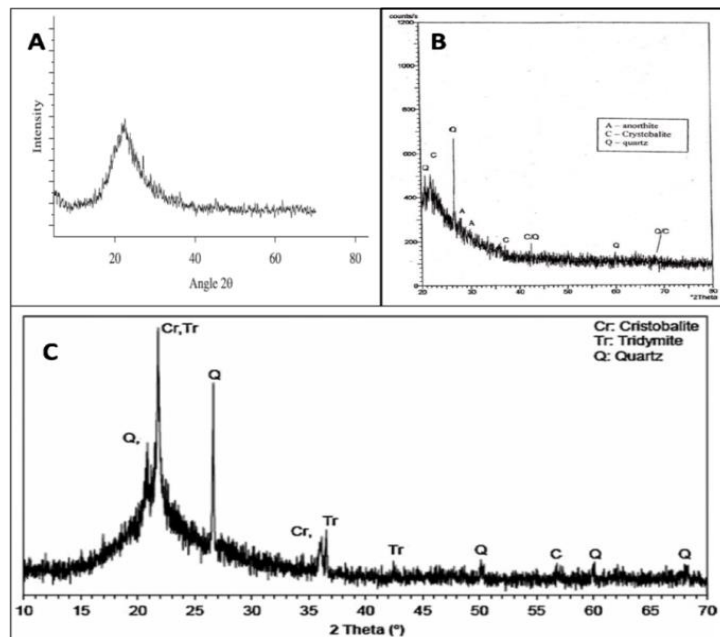 A
Intensity
20
40
60
80
Angle 2θ
counts/s
B
1200
1000
800
600
400
200
0
A – anorthite
C – Crystobalite
Q – quartz
Q
C
Q
A
A
C
C/Q
Q
Q/C
20
30
40
50
60
70
80
°2Theta
C
Cr: Cristobalite
Tr: Tridymite
Q: Quartz
Cr,Tr
Q
Q,
Cr,
Tr
Tr
Q
C
Q
Q
10 15 20 25 30 35 40 45 50 55 60 65 70
2 Theta (°)